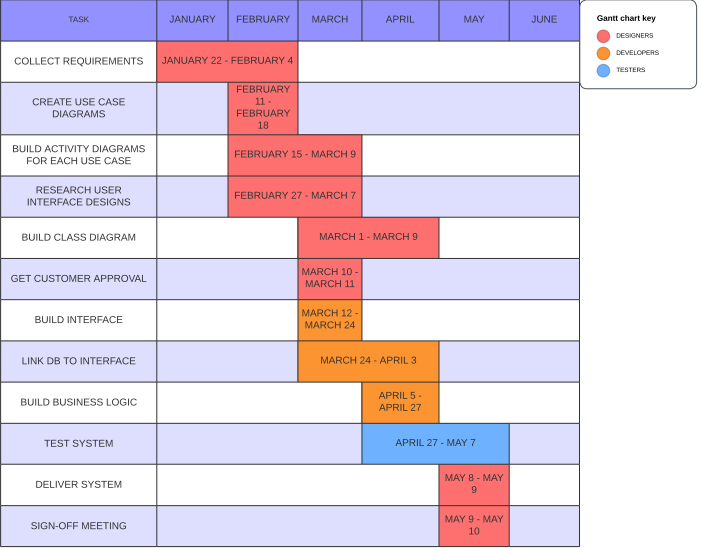 TASK
JANUARY
FEBRUARY
MARCH
APRIL
MAY
JUNE
Gantt chart key
DESIGNERS
DEVELOPERS
TESTERS
COLLECT REQUIREMENTS
JANUARY 22 - FEBRUARY 4
CREATE USE CASE
DIAGRAMS
FEBRUARY
11 -
FEBRUARY
18
BUILD ACTIVITY DIAGRAMS
FOR EACH USE CASE
FEBRUARY 15 - MARCH 9
RESEARCH USER
INTERFACE DESIGNS
FEBRUARY 27 - MARCH 7
BUILD CLASS DIAGRAM
MARCH 1 - MARCH 9
GET CUSTOMER APPROVAL
MARCH 10 -
MARCH 11
BUILD INTERFACE
MARCH 12 -
MARCH 24
LINK DB TO INTERFACE
MARCH 24 - APRIL 3
BUILD BUSINESS LOGIC
APRIL 5 -
APRIL 27
TEST SYSTEM
APRIL 27 - MAY 7
DELIVER SYSTEM
MAY 8 - MAY
9
SIGN-OFF MEETING
MAY 9 - MAY
10